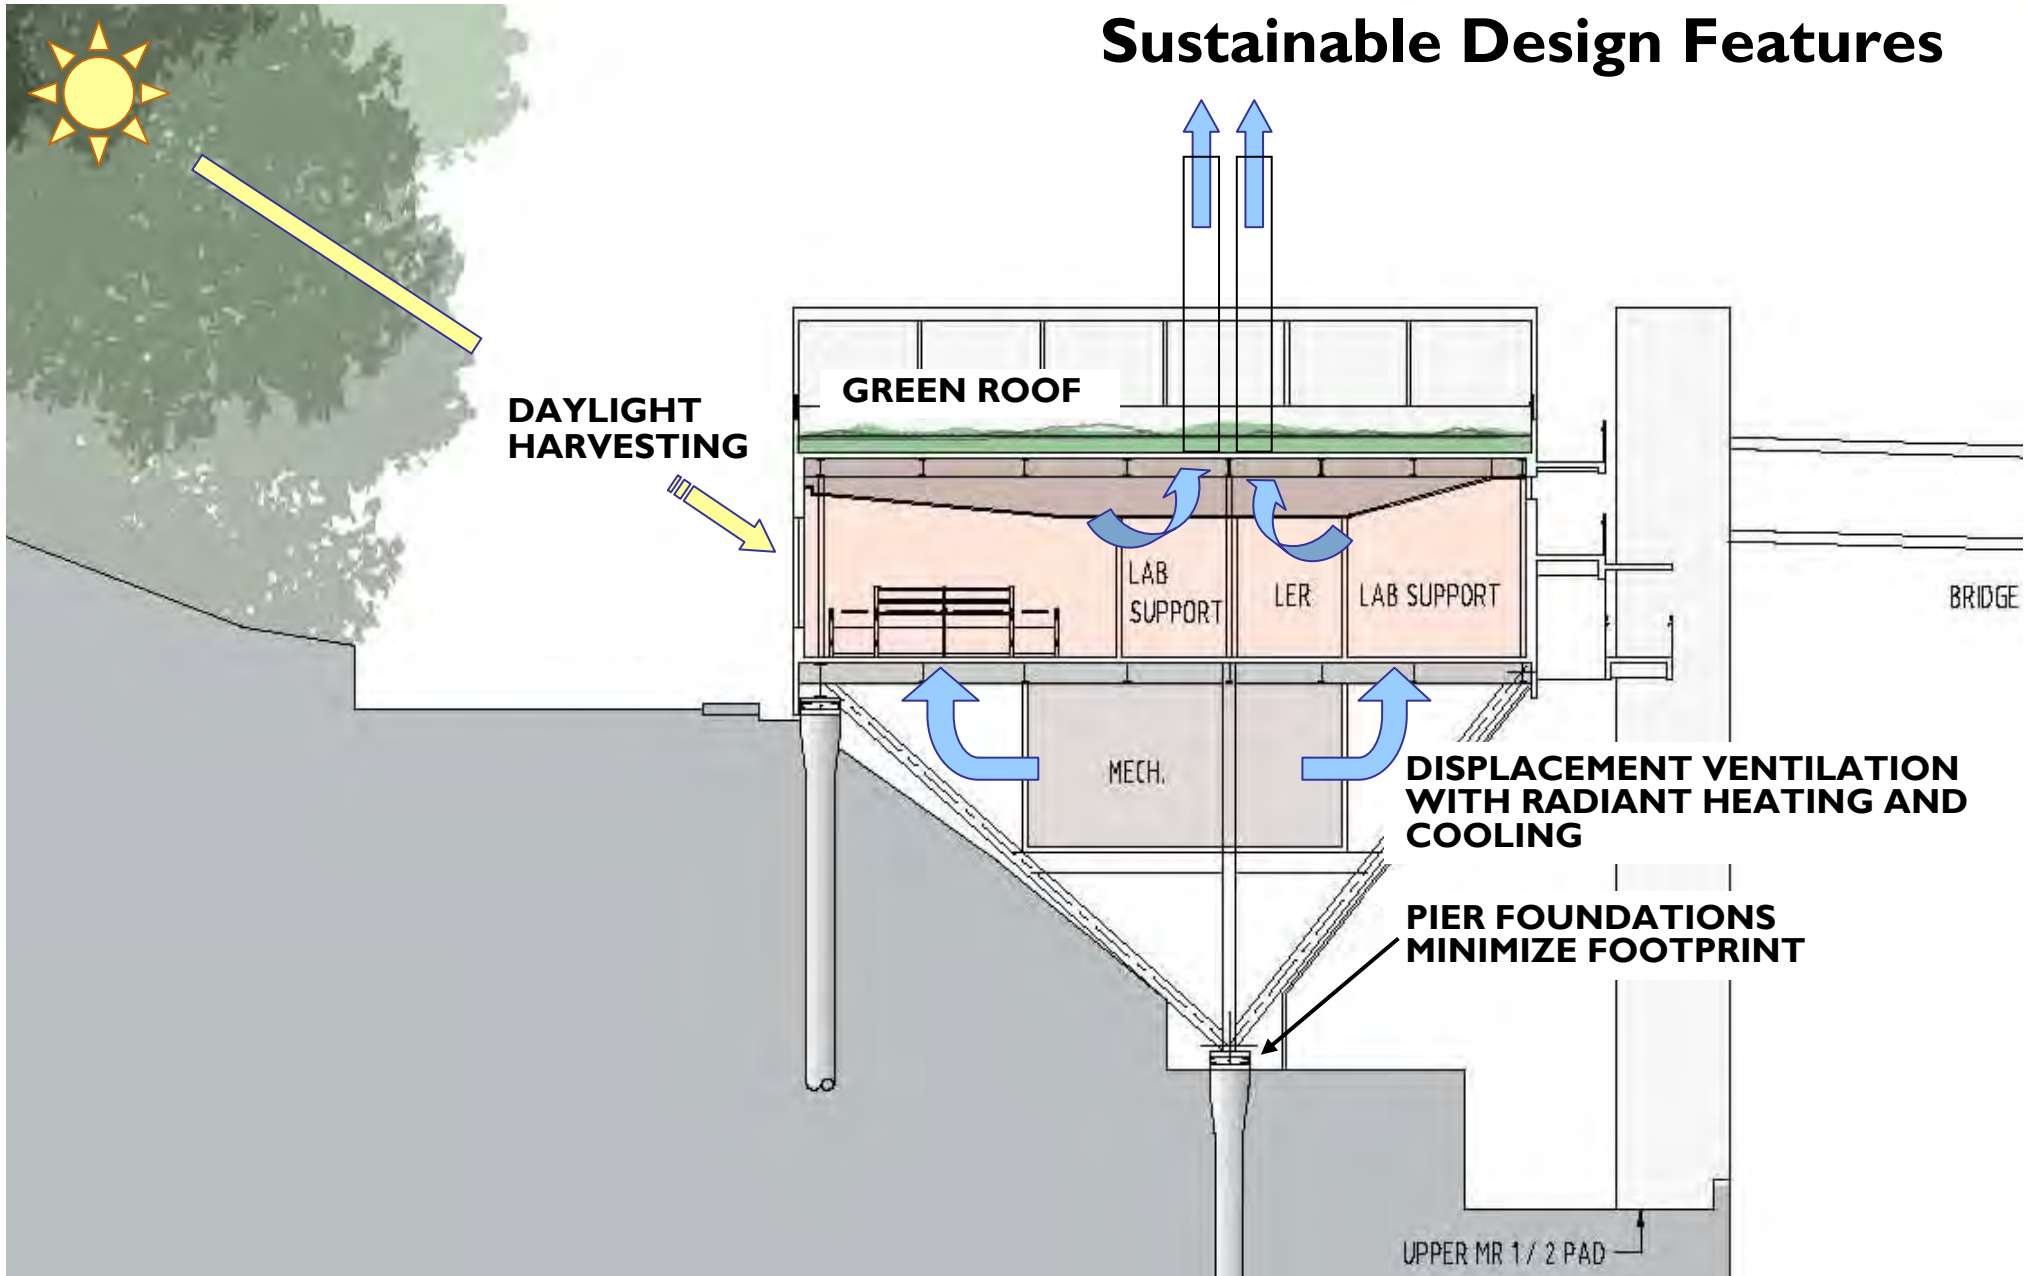 Sustainable Design Features
GREEN ROOF
DAYLIGHT
HARVESTING
LAB
SUPPORT
LER
LAB SUPPORT
BRIDGE
MECH.
DISPLACEMENT VENTILATION
WITH RADIANT HEATING AND
COOLING
PIER FOUNDATIONS
MINIMIZE FOOTPRINT
UPPER MR 1/2 PAD